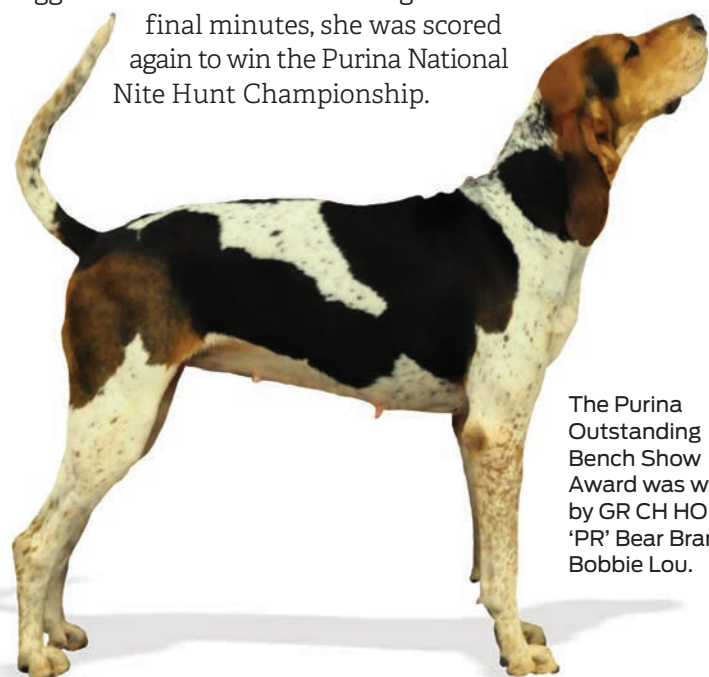 final minutes, she was scored
again to win the Purina National
Nite Hunt Championship.
The Purina
Outstanding
Bench Show
Award was
by GR CH HO
‘PR’ Bear
Bobbie Lou.